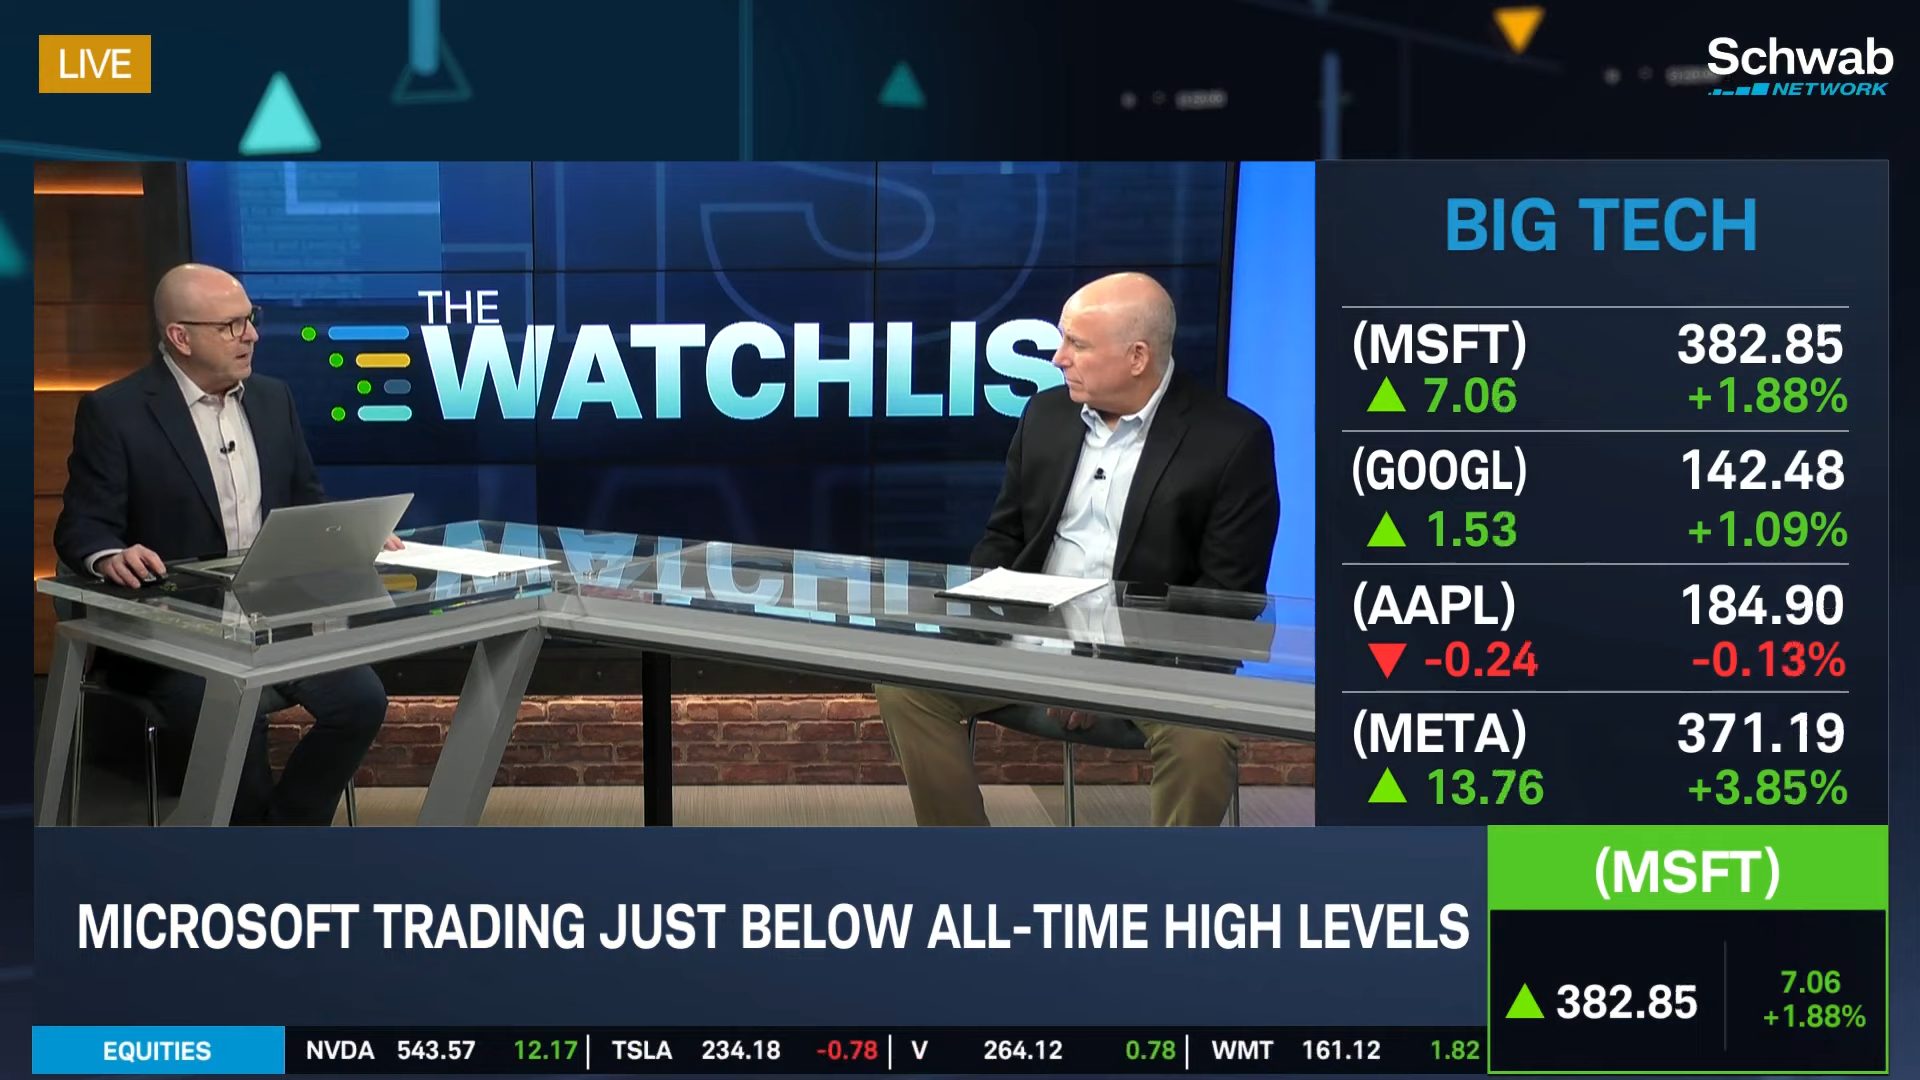 LIVE
Schwab
NETWORK
THE
WATCHLIS
BIG TECH
(MSFT) 382.85
▲ 7.06 +1.88%
(GOOGL) 142.48
▲ 1.53 +1.09%
(AAPL) 184.90
▼ -0.24 -0.13%
(META) 371.19
▲ 13.76 +3.85%
MICROSOFT TRADING JUST BELOW ALL-TIME HIGH LEVELS
(MSFT)
▲ 382.85
7.06
+1.88%
EQUITIES
NVDA 543.57 12.17 | TSLA 234.18 -0.78 | V 264.12 0.78 | WMT 161.12 1.82